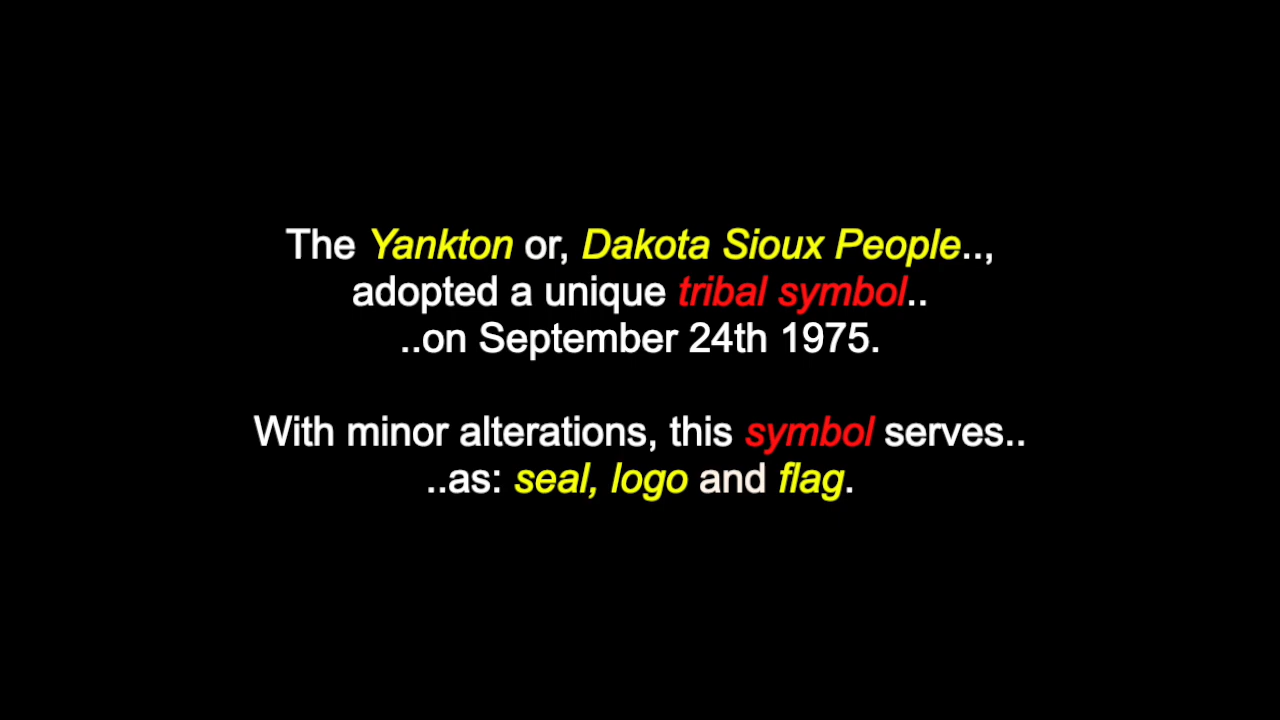 The Yankton or, Dakota Sioux People..,
adopted a unique tribal symbol..
..on September 24th 1975.
With minor alterations, this symbol serves..
..as: seal, logo and flag.